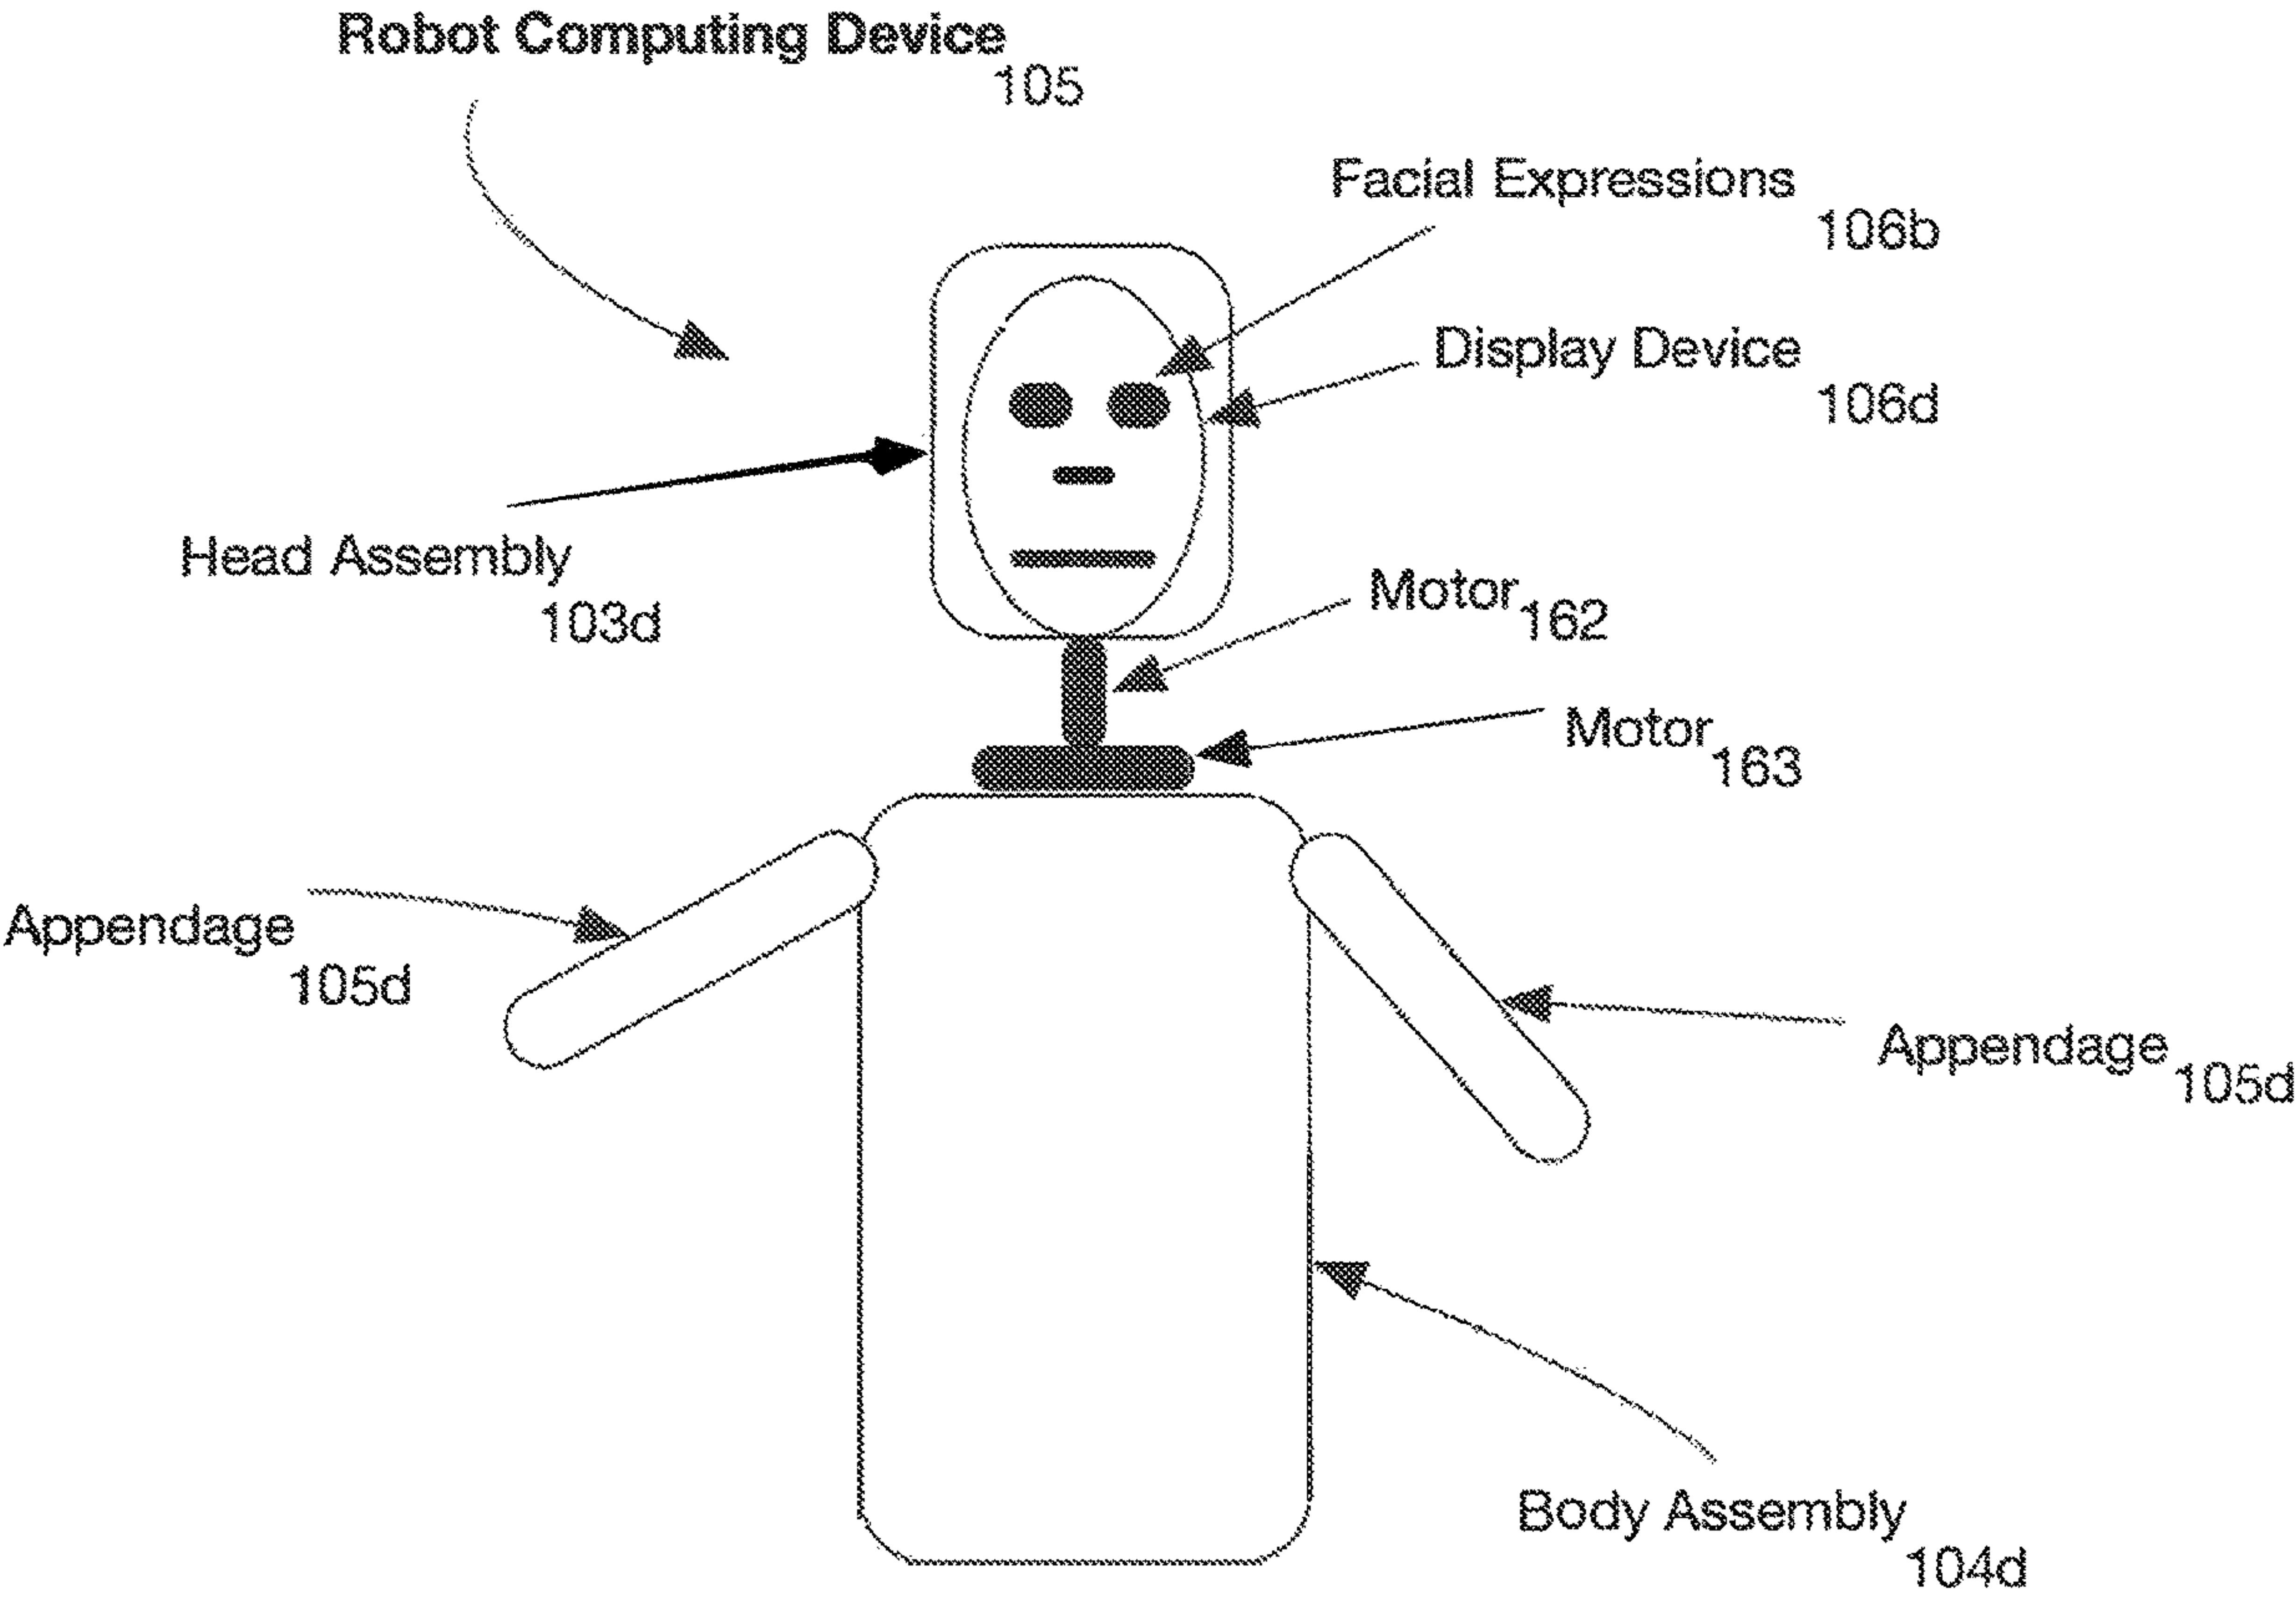 Robot Computing Device
105
Facial Expressions
106b
Display Device
106d
Head Assembly
103d
Motor
162
Motor
163
Appendage
105d
Appendage
105d
Body Assembly
104d